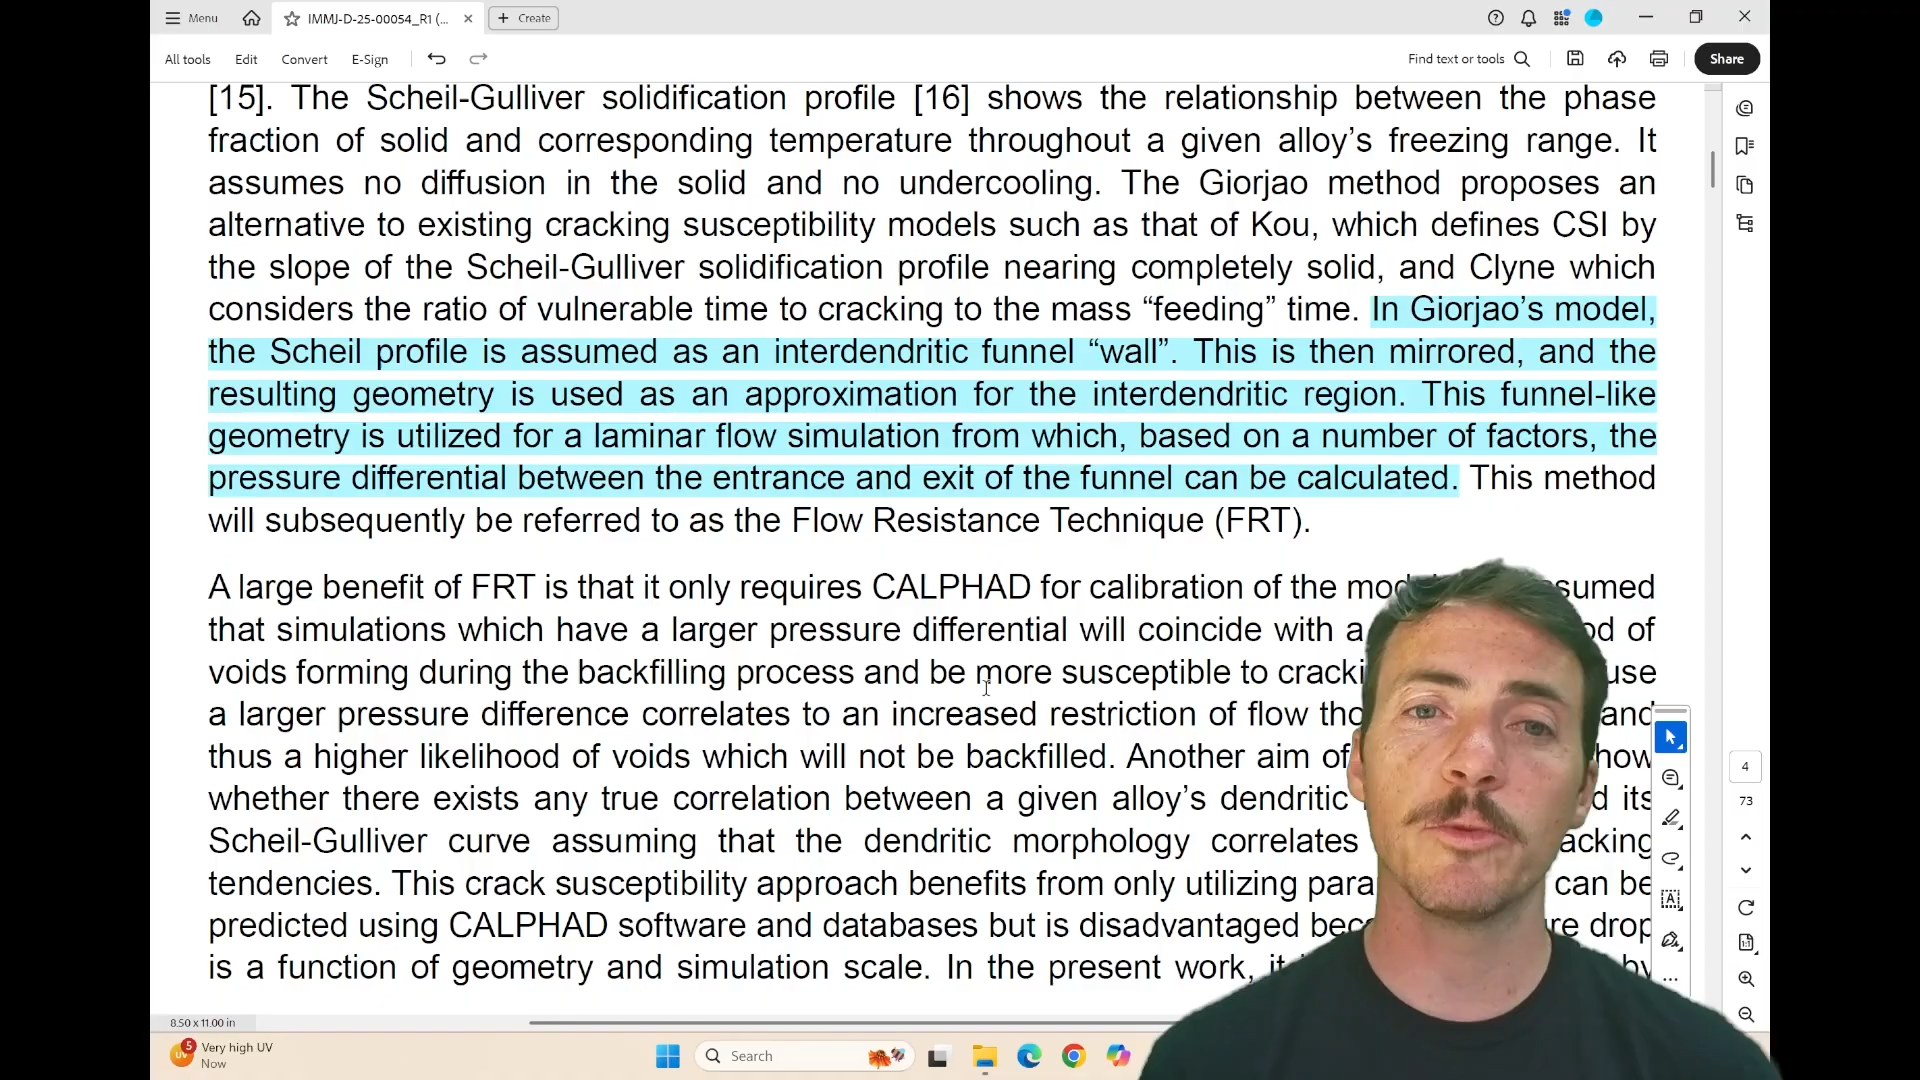 Menu
IMMJ-D-25-00054_R1 (...
Create
All tools
Edit
Convert
E-Sign
Find text or tools
Share
[15]. The Scheil-Gulliver solidification profile [16] shows the relationship between the phase
fraction of solid and corresponding temperature throughout a given alloy’s freezing range. It
assumes no diffusion in the solid and no undercooling. The Giorjao method proposes an
alternative to existing cracking susceptibility models such as that of Kou, which defines CSI by
the slope of the Scheil-Gulliver solidification profile nearing completely solid, and Clyne which
considers the ratio of vulnerable time to cracking to the mass “feeding” time. In Giorjao’s model,
the Scheil profile is assumed as an interdendritic funnel “wall”. This is then mirrored, and the
resulting geometry is used as an approximation for the interdendritic region. This funnel-like
geometry is utilized for a laminar flow simulation from which, based on a number of factors, the
pressure differential between the entrance and exit of the funnel can be calculated. This method
will subsequently be referred to as the Flow Resistance Technique (FRT).
A large benefit of FRT is that it only requires CALPHAD for calibration of the
that simulations which have a larger pressure differential will coincide with a of
voids forming during the backfilling process and be more susceptible to
a larger pressure difference correlates to an increased restriction of flow and
thus a higher likelihood of voids which will not be backfilled. Another aim of
whether there exists any true correlation between a given alloy’s dendritic its
Scheil-Gulliver curve assuming that the dendritic morphology correlates
tendencies. This crack susceptibility approach benefits from only utilizing can be
predicted using CALPHAD software and databases but is disadvantaged drop
is a function of geometry and simulation scale. In the present work, by
4
73
8.50 x 11.00 in
5
Very high UV
Now
Search